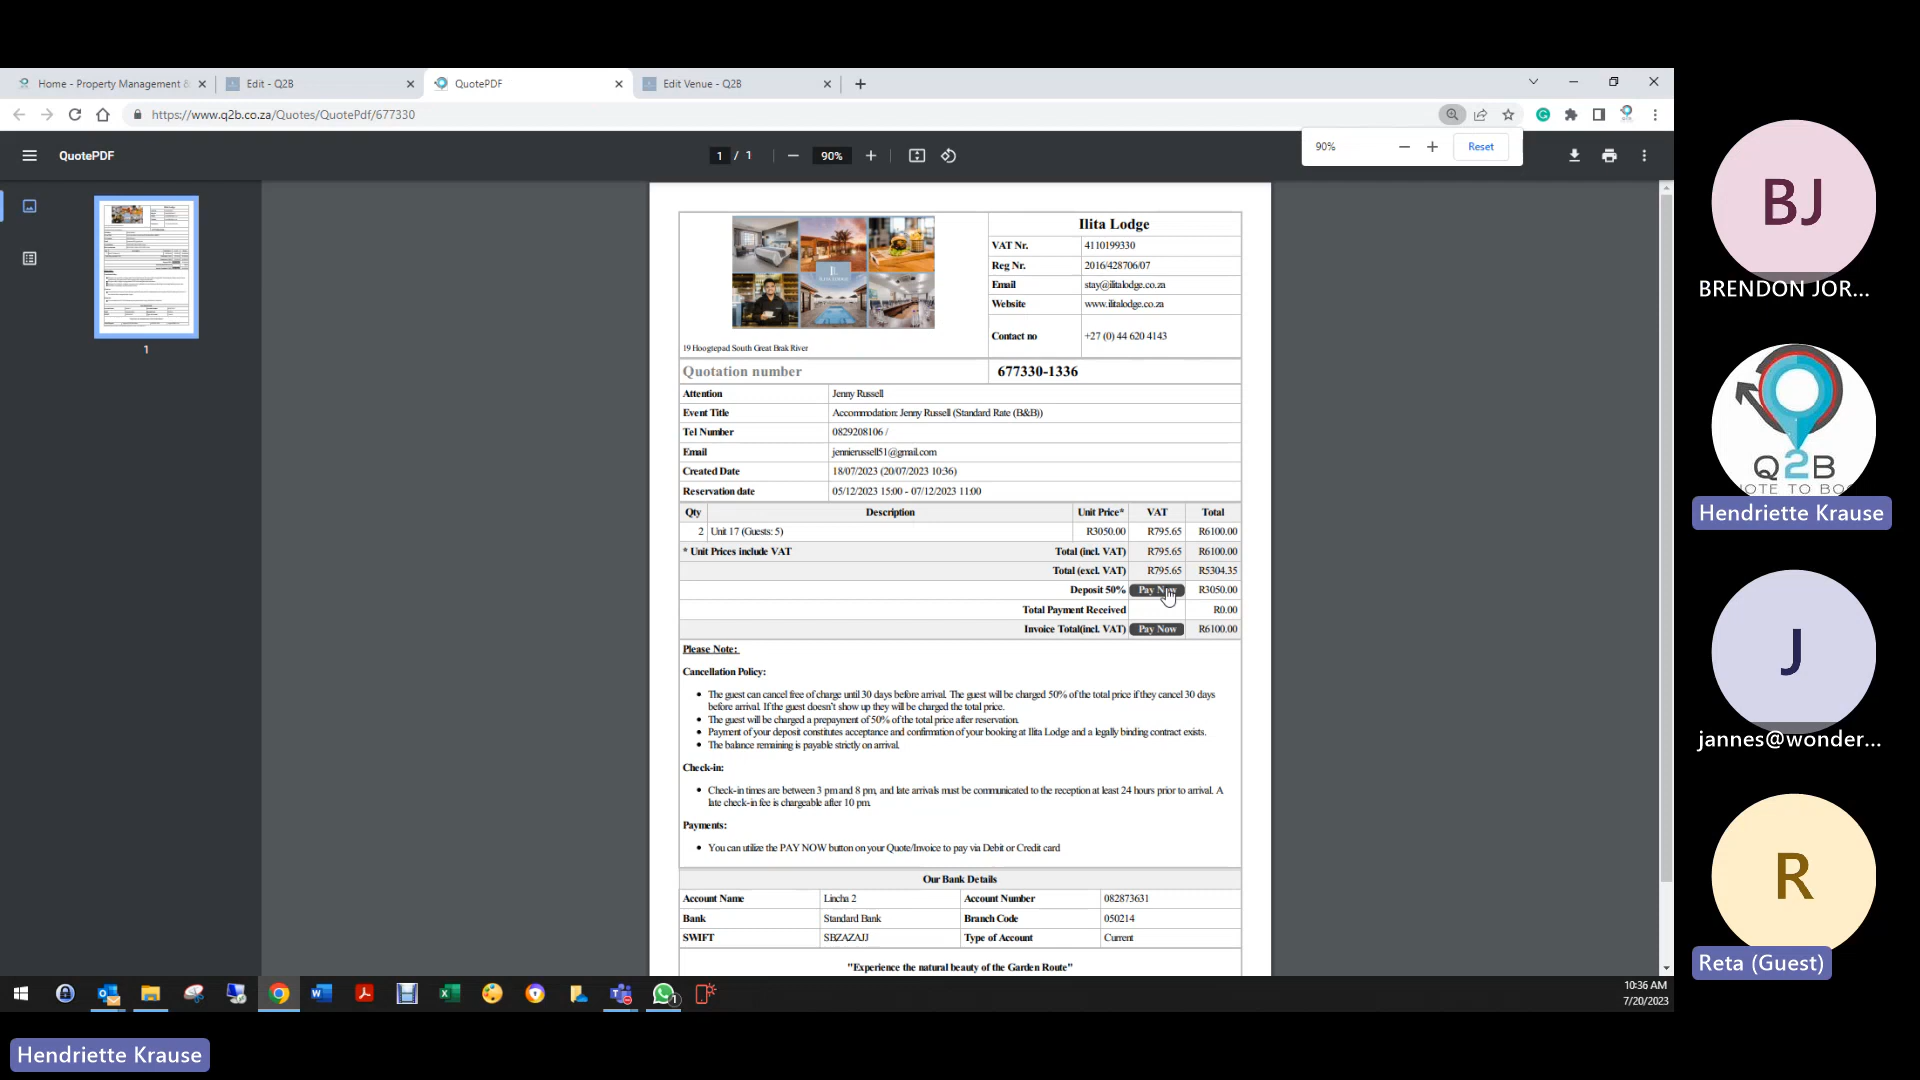 Home - Property Management &
Edit - Q2B
QuotePDF
Edit Venue - Q2B
https://www.q2b.co.za/Quotes/QuotePdf/677330
QuotePDF
1 / 1
90%
90%
Reset
1
Ilita Lodge
VAT Nr. 4110199330
Reg Nr. 2016/428706/07
Email stay@ilitalodge.co.za
Website www.ilitalodge.co.za
Contact no +27 (0) 44 620 4143
19 Hoogtepad South Great Brak River
Quotation number 677330-1336
Attention Jenny Russell
Event Title Accommodation: Jenny Russell (Standard Rate (B&B))
Tel Number 0829208106 /
Email jennierussell51@gmail.com
Created Date 18/07/2023 (20/07/2023 10:36)
Reservation date 05/12/2023 15:00 - 07/12/2023 11:00
Qty Description Unit Price* VAT Total
2 Unit 17 (Guests: 5) R3050.00 R795.65 R6100.00
* Unit Prices include VAT Total (incl. VAT) R795.65 R6100.00
Total (excl. VAT) R795.65 R5304.35
Deposit 50% Pay Now R3050.00
Total Payment Received R0.00
Invoice Total(incl. VAT) Pay Now R6100.00
Please Note:
Cancellation Policy:
• The guest can cancel free of charge until 30 days before arrival. The guest will be charged 50% of the total price if they cancel 30 days
before arrival. If the guest doesn't show up they will be charged the total price.
• The guest will be charged a prepayment of 50% of the total price after reservation.
• Payment of your deposit constitutes acceptance and confirmation of your booking at Ilita Lodge and a legally binding contract exists.
• The balance remaining is payable strictly on arrival.
Check-in:
• Check-in times are between 3 pm and 8 pm, and late arrivals must be communicated to the reception at least 24 hours prior to arrival. A
late check-in fee is chargeable after 10 pm.
Payments:
• You can utilize the PAY NOW button on your Quote/Invoice to pay via Debit or Credit card
Our Bank Details
Account Name Lincha 2 Account Number 082873631
Bank Standard Bank Branch Code 050214
SWIFT SBZAZAJJ Type of Account Current
"Experience the natural beauty of the Garden Route"
10:36 AM
7/20/2023
BJ
BRENDON JOR...
Q2B
Hendriette Krause
J
jannes@wonder...
R
Reta (Guest)
Hendriette Krause